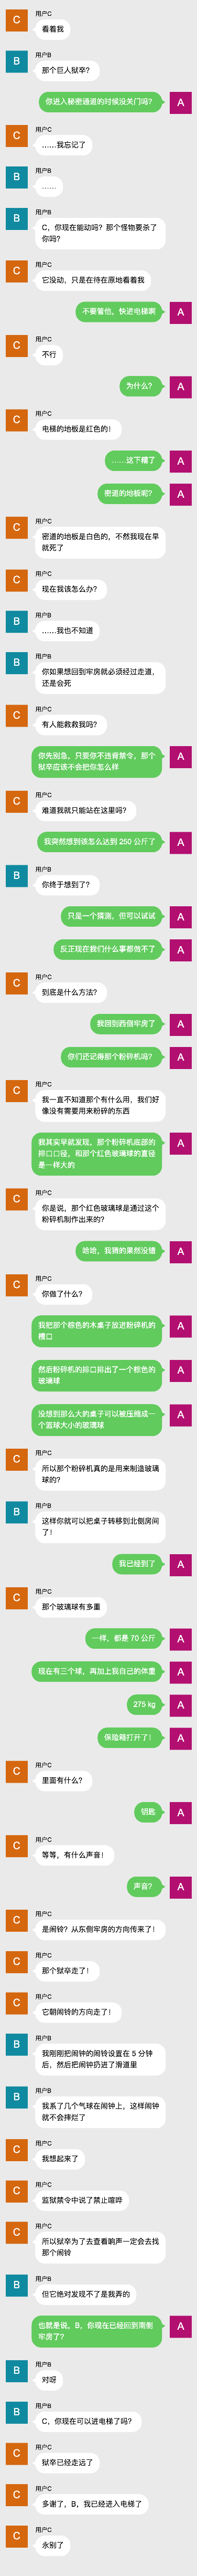 C
用户C
看着我
B
用户B
那个巨人狱卒？
你进入秘密通道的时候没关门吗？
A
C
用户C
……我忘记了
B
用户B
……
B
用户B
C，你现在能动吗？那个怪物要杀了
你吗？
C
用户C
它没动，只是在待在原地看着我
不要管他，快进电梯啊
A
C
用户C
不行
为什么？
A
C
用户C
电梯的地板是红色的！
……这下糟了
A
密道的地板呢？
A
C
用户C
密道的地板是白色的，不然我现在早
就死了
C
用户C
现在我该怎么办？
B
用户B
……我也不知道
B
用户B
你如果想回到牢房就必须经过走道，
还是会死
C
用户C
有人能救救我吗？
你先别急，只要你不违背禁令，那个
狱卒应该不会把你怎么样
A
C
用户C
难道我就只能站在这里吗？
我突然想到该怎么达到 250 公斤了
A
B
用户B
你终于想到了？
只是一个猜测，但可以试试
A
反正现在我们什么事都做不了
A
C
用户C
到底是什么方法？
我回到西侧牢房了
A
你们还记得那个粉碎机吗？
A
C
用户C
我一直不知道那个有什么用，我们好
像没有需要用来粉碎的东西
我其实早就发现，那个粉碎机底部的
排口口径，和那个红色玻璃球的直径
是一样大的
A
C
用户C
你是说，那个红色玻璃球是通过这个
粉碎机制作出来的？
哈哈，我猜的果然没错
A
C
用户C
你做了什么？
我把那个棕色的木桌子放进粉碎机的
槽口
A
然后粉碎机的排口排出了一个棕色的
玻璃球
A
没想到那么大的桌子可以被压缩成一
个篮球大小的玻璃球
A
C
用户C
所以那个粉碎机真的是用来制造玻璃
球的？
B
用户B
这样你就可以把桌子转移到北侧房间
了！
我已经到了
A
C
用户C
那个玻璃球有多重
一样，都是 70 公斤
A
现在有三个球，再加上我自己的体重
A
275 kg
A
保险箱打开了！
A
C
用户C
里面有什么？
钥匙
A
C
用户C
等等，有什么声音！
声音？
A
C
用户C
是闹铃？从东侧牢房的方向传来了！
C
用户C
那个狱卒走了！
C
用户C
它朝闹铃的方向走了！
B
用户B
我刚刚把闹钟的闹铃设置在 5 分钟
后，然后把闹钟扔进了滑道里
B
用户B
我系了几个气球在闹钟上，这样闹钟
就不会摔烂了
C
用户C
我想起来了
C
用户C
监狱禁令中说了禁止喧哗
C
用户C
所以狱卒为了去查看响声一定会去找
那个闹铃
B
用户B
但它绝对发现不了是我弄的
也就是说，B，你现在已经回到南侧
牢房了？
A
B
用户B
对呀
B
用户B
C，你现在可以进电梯了吗？
C
用户C
狱卒已经走远了
C
用户C
多谢了，B，我已经进入电梯了
C
用户C
永别了